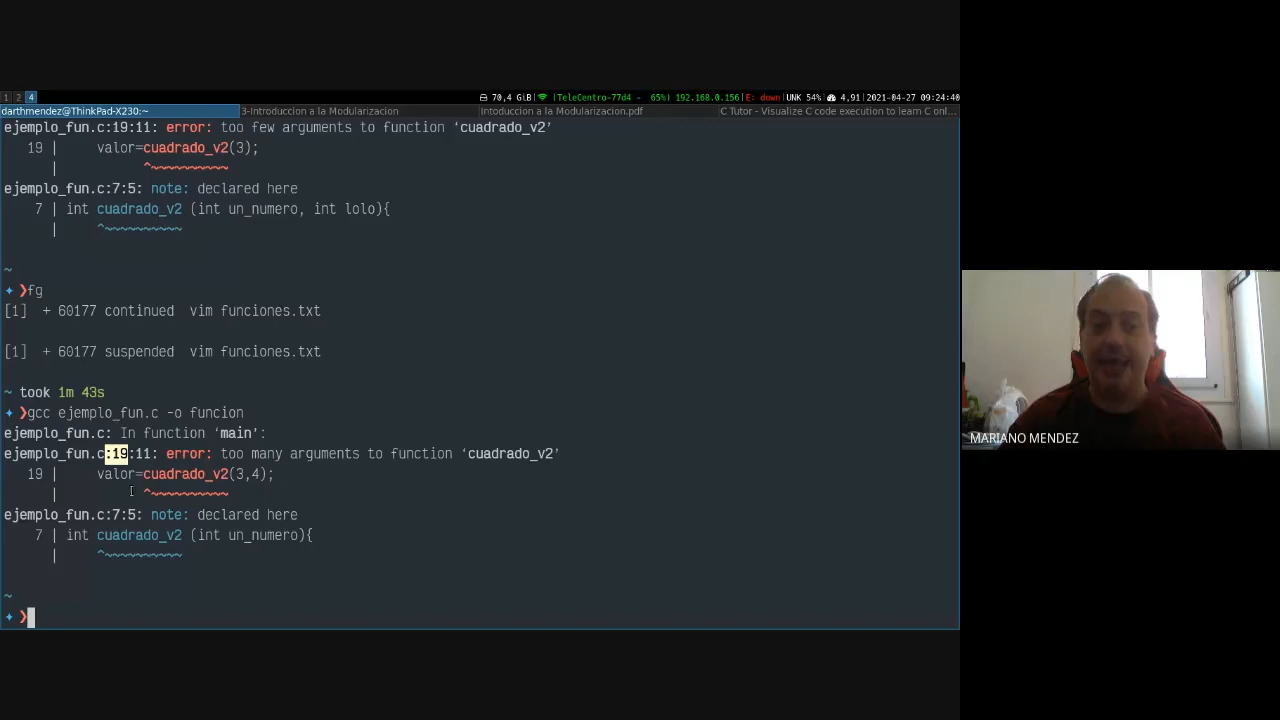 1 2 4
70,4 GiB| |(TeleCentro-77d4 - 65%) 192.168.0.156|E: down|UNK 54%| 4,91|2021-04-27 09:24:40
darthmendez@ThinkPad-X230:~ 3-Introduccion a la Modularizacion Intoduccion a la Modularizacion.pdf C Tutor - Visualize C code execution to learn C onl...
ejemplo_fun.c:19:11: error: too few arguments to function ‘cuadrado_v2’
19 | valor=cuadrado_v2(3);
| ^~~~~~~~~~~
ejemplo_fun.c:7:5: note: declared here
7 | int cuadrado_v2 (int un_numero, int lolo){
| ^~~~~~~~~~~
~
❯fg
[1] + 60177 continued vim funciones.txt
[1] + 60177 suspended vim funciones.txt
~ took 1m 43s
❯gcc ejemplo_fun.c -o funcion
ejemplo_fun.c: In function ‘main’:
ejemplo_fun.c:19:11: error: too many arguments to function ‘cuadrado_v2’
19 | valor=cuadrado_v2(3,4);
| ^~~~~~~~~~~
ejemplo_fun.c:7:5: note: declared here
7 | int cuadrado_v2 (int un_numero){
| ^~~~~~~~~~~
~
❯
MARIANO MENDEZ